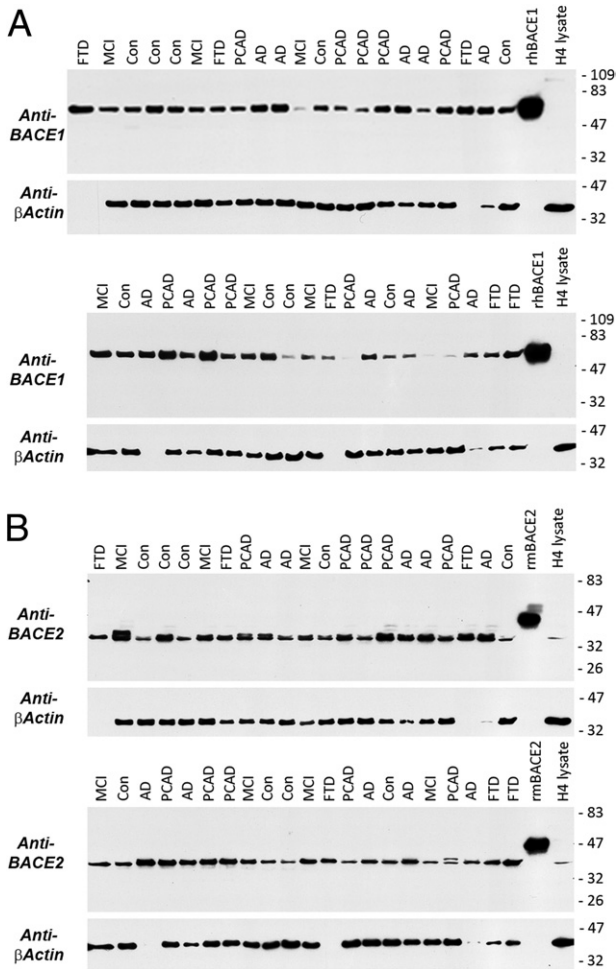 A
FTD MCI Con Con Con MCI FTD PCAD AD AD MCI Con PCAD PCAD PCAD AD AD PCAD FTD AD Con rhBACE1 H4 lysate
- 109
- 83
Anti-
BACE1
- 47
- 32
Anti-
βActin
- 47
- 32
MCI Con AD PCAD AD PCAD PCAD MCI Con Con MCI FTD PCAD AD Con AD MCI PCAD AD FTD FTD rhBACE1 H4 lysate
- 109
- 83
Anti-
BACE1
- 47
- 32
Anti-
βActin
- 47
- 32
B
FTD MCI Con Con Con MCI FTD PCAD AD AD MCI Con PCAD PCAD PCAD AD AD PCAD FTD AD Con rmBACE2 H4 lysate
- 83
- 47
Anti-
BACE2
- 32
- 26
Anti-
βActin
- 47
- 32
MCI Con AD PCAD AD PCAD PCAD MCI Con Con MCI FTD PCAD AD Con AD MCI PCAD AD FTD FTD rmBACE2 H4 lysate
- 83
- 47
Anti-
BACE2
- 32
- 26
Anti-
βActin
- 47
- 32